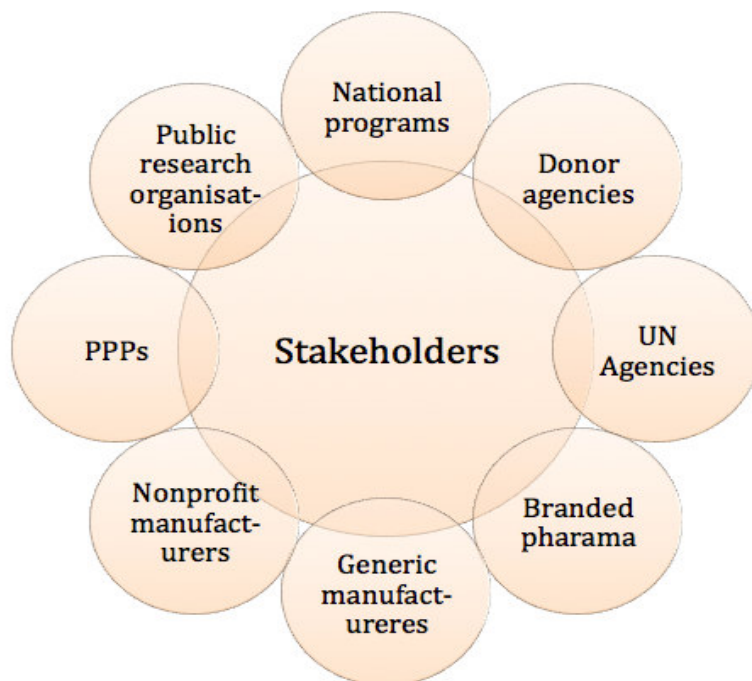 National
programs
Donor
agencies
UN
Agencies
Branded
pharama
Generic
manufact-
ureres
Nonprofit
manufact-
urers
PPPs
Public
research
organisat-
ions
Stakeholders